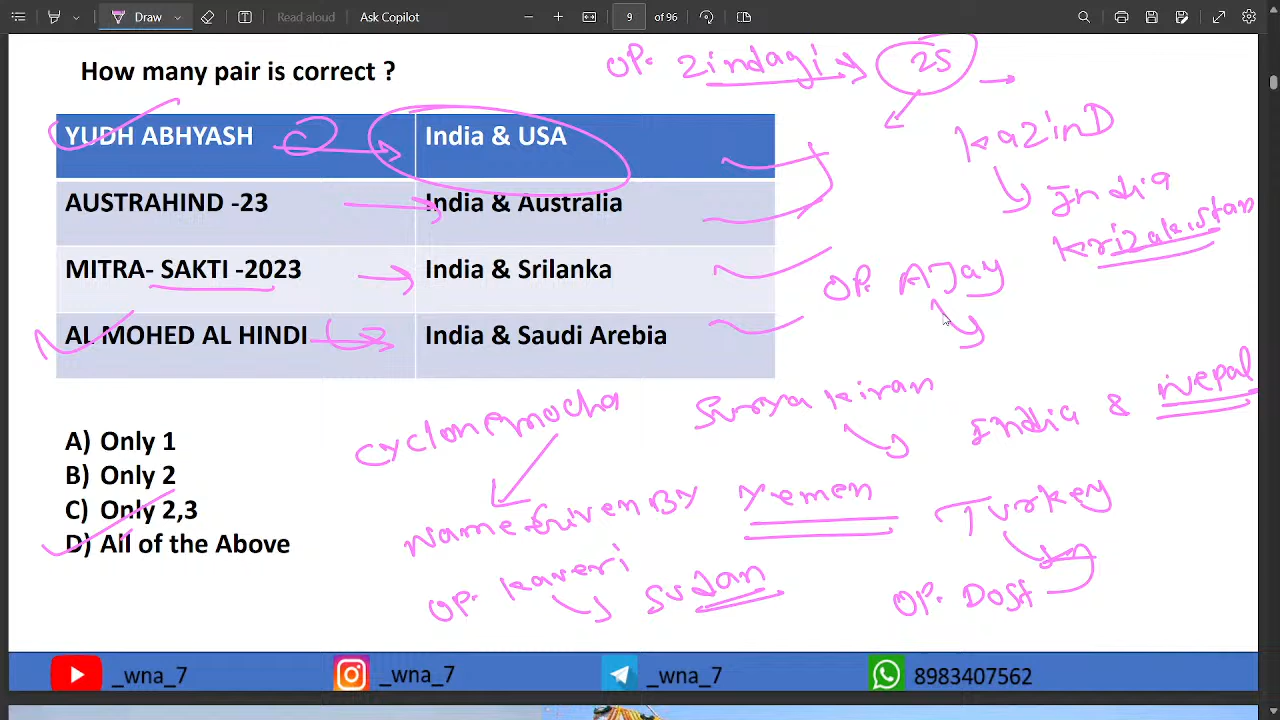 Draw
Read aloud
Ask Copilot
9 of 96
How many pair is correct ?
OP. Zindagi 25
YUDH ABHYASH India & USA
KazinD
AUSTRAHIND -23 India & Australia
India
Krizakistan
MITRA- SAKTI -2023 India & Srilanka
OP. AJay
AL MOHED AL HINDI India & Saudi Arebia
Cyclone mocha
Surya kiran
India & Nepal
A) Only 1
B) Only 2
C) Only 2,3
D) All of the Above
Name Given By Yemen
Turkey
OP. Kaveri Sudan
OP. Dost
_wna_7 _wna_7 _wna_7 8983407562